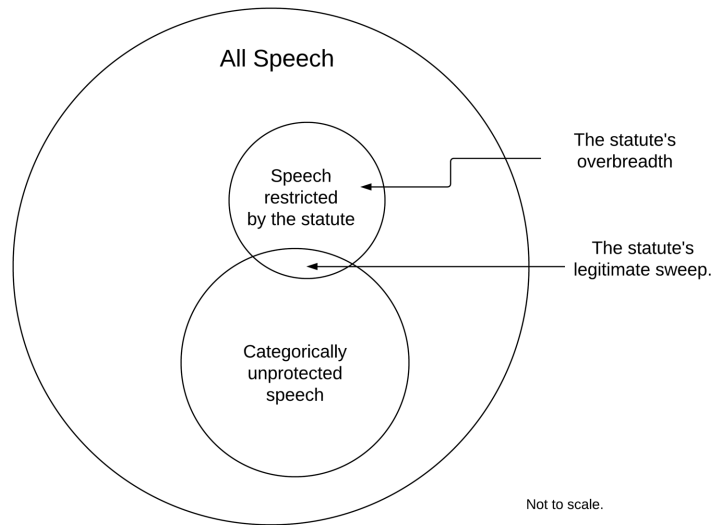 All Speech
The statute's
overbreadth
Speech
restricted
by the statute
The statute's
legitimate sweep.
Categorically
unprotected
speech
Not to scale.